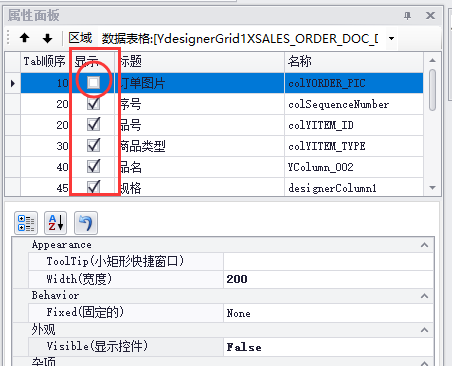 属性面板
区域 数据表格:[YdesignerGrid1XSALES_ORDER_DOC_D
Tab顺序 显示 标题 名称
10 订单图片 colYORDER_PIC
20 序号 colSequenceNumber
20 品号 colYITEM_ID
30 商品类型 colYITEM_TYPE
40 品名 YColumn_002
45 规格 designerColumn1
Appearance
ToolTip(小矩形快捷窗口)
Width(宽度) 200
Behavior
Fixed(固定的) None
外观
Visible(显示控件) False
杂项